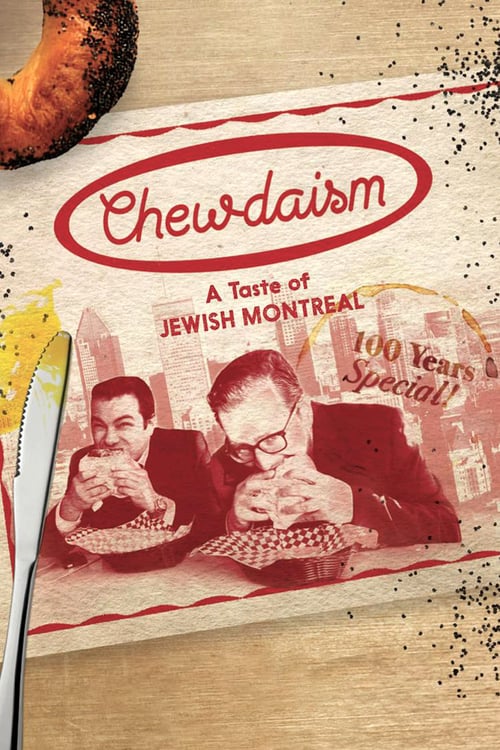 Chewdaism
A Taste of
JEWISH MONTREAL
100 Years
Special!